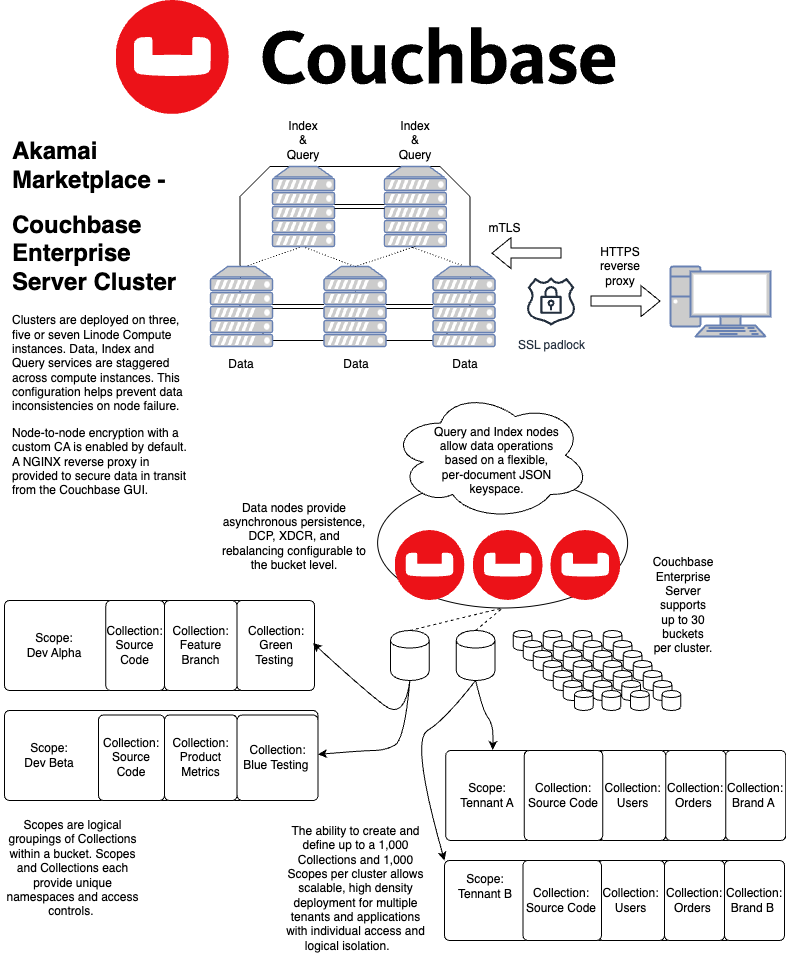 Couchbase
Akamai
Marketplace -
Couchbase
Enterprise
Server Cluster
Clusters are deployed on three,
five or seven Linode Compute
instances. Data, Index and
Query services are staggered
across compute instances. This
configuration helps prevent data
inconsistencies on node failure.
Node-to-node encryption with a
custom CA is enabled by default.
A NGINX reverse proxy in
provided to secure data in transit
from the Couchbase GUI.
Index
&
Query
Index
&
Query
Data
Data
Data
mTLS
SSL padlock
HTTPS
reverse
proxy
Query and Index nodes
allow data operations
based on a flexible,
per-document JSON
keyspace.
Data nodes provide
asynchronous persistence,
DCP, XDCR, and
rebalancing configurable to
the bucket level.
Couchbase
Enterprise
Server
supports
up to 30
buckets
per cluster.
Scope:
Dev Alpha
Collection:
Source
Code
Collection:
Feature
Branch
Collection:
Green
Testing
Scope:
Dev Beta
Collection:
Source
Code
Collection:
Product
Metrics
Collection:
Blue Testing
Scopes are logical
groupings of Collections
within a bucket. Scopes
and Collections each
provide unique
namespaces and access
controls.
The ability to create and
define up to a 1,000
Collections and 1,000
Scopes per cluster allows
scalable, high density
deployment for multiple
tenants and applications
with individual access and
logical isolation.
Scope:
Tennant A
Collection:
Source Code
Collection:
Users
Collection:
Orders
Collection:
Brand A
Scope:
Tennant B
Collection:
Source Code
Collection:
Users
Collection:
Orders
Collection:
Brand B